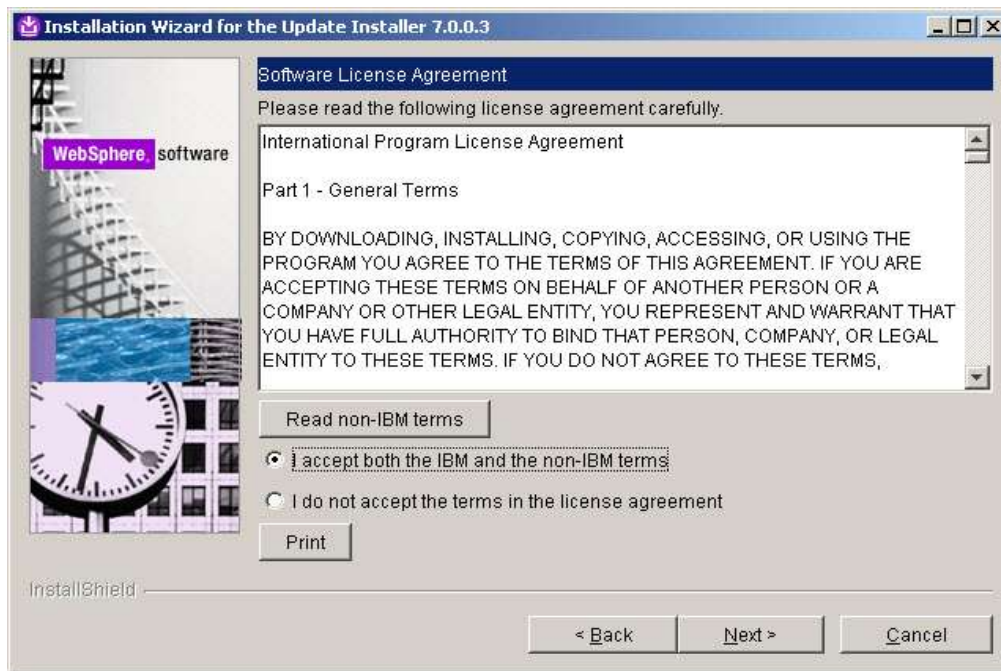 Installation Wizard for the Update Installer 7.0.0.3
WebSphere. software
Software License Agreement
Please read the following license agreement carefully.
International Program License Agreement
Part 1 - General Terms
BY DOWNLOADING, INSTALLING, COPYING, ACCESSING, OR USING THE
PROGRAM YOU AGREE TO THE TERMS OF THIS AGREEMENT. IF YOU ARE
ACCEPTING THESE TERMS ON BEHALF OF ANOTHER PERSON OR A
COMPANY OR OTHER LEGAL ENTITY, YOU REPRESENT AND WARRANT THAT
YOU HAVE FULL AUTHORITY TO BIND THAT PERSON, COMPANY, OR LEGAL
ENTITY TO THESE TERMS. IF YOU DO NOT AGREE TO THESE TERMS,
Read non-IBM terms
I accept both the IBM and the non-IBM terms
I do not accept the terms in the license agreement
Print
InstallShield
< Back
Next >
Cancel